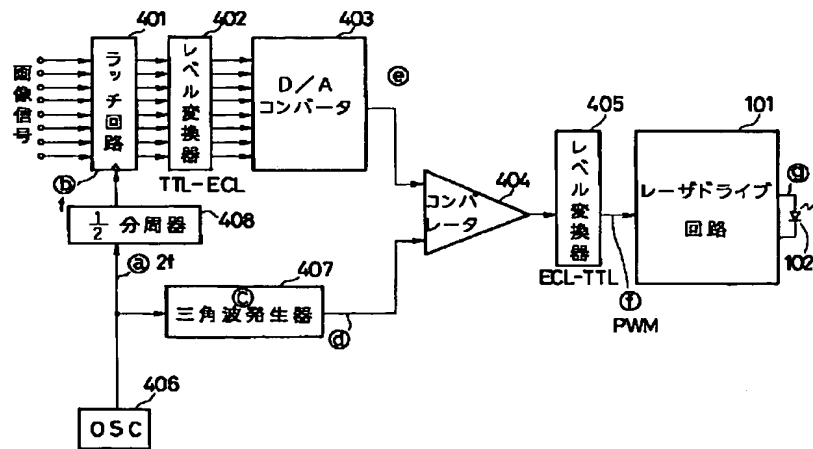 401
402
403
画像信号
ラッチ回路
レベル変換器
D/A
コンバータ
ⓔ
405
101
ⓑ
f
TTL-ECL
404
コンパ
レータ
レベル変換器
レーザドライブ
回路
ⓖ
102
1/2 分周器
408
ⓐ 2f
407
ⓒ
三角波発生器
ⓓ
ECL-TTL
ⓕ
PWM
406
OSC